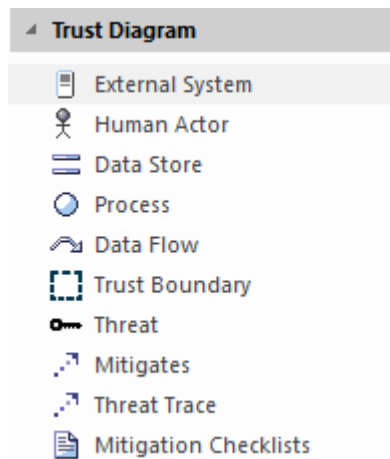 Trust Diagram
External System
Human Actor
Data Store
Process
Data Flow
Trust Boundary
Threat
Mitigates
Threat Trace
Mitigation Checklists